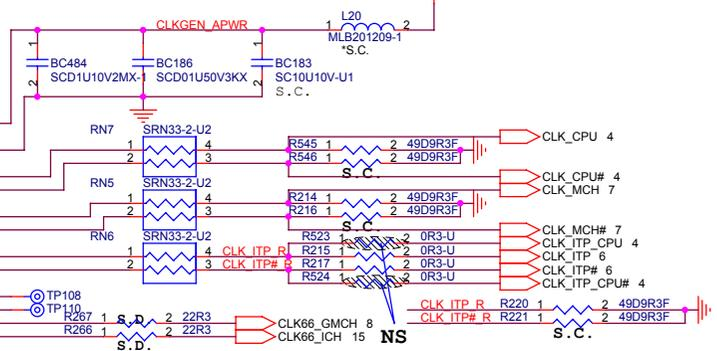 CLKGEN_APWR
L20
1 2
MLB201209-1
*S.C.
1 1 1
BC484 BC186 BC183
SCD1U10V2MX-1 SCD01U50V3KX SC10U10V-U1
2 2 2 S.C.
RN7 SRN33-2-U2
1 4 R545 1 2 49D9R3F CLK_CPU 4
2 3 R546 1 2 49D9R3F
S.C.
CLK_CPU# 4
RN5 SRN33-2-U2 CLK_MCH 7
1 4 R214 1 2 49D9R3F
2 3 R216 1 2 49D9R3F
S.C.
CLK_MCH# 7
RN6 SRN33-2-U2 R523 1 2 0R3-U CLK_ITP_CPU 4
1 4 CLK_ITP_R R215 1 2 0R3-U CLK_ITP 6
2 3 CLK_ITP#_R R217 1 2 0R3-U CLK_ITP# 6
R524 1 2 0R3-U CLK_ITP_CPU# 4
TP108
TP110
CLK_ITP_R R220 1 2 49D9R3F
R267 1 S.D. 2 22R3 CLK66_GMCH 8
CLK_ITP#_R R221 1 2 49D9R3F
R266 1 2 22R3 CLK66_ICH 15
S.D.
NS
S.C.